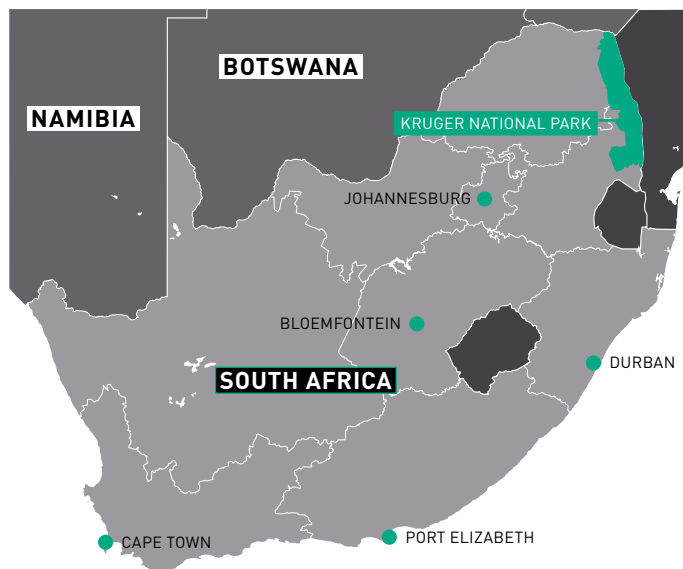 BOTSWANA
NAMIBIA
KRUGER NATIONAL PARK
JOHANNESBURG
BLOEMFONTEIN
DURBAN
SOUTH AFRICA
CAPE TOWN
PORT ELIZABETH